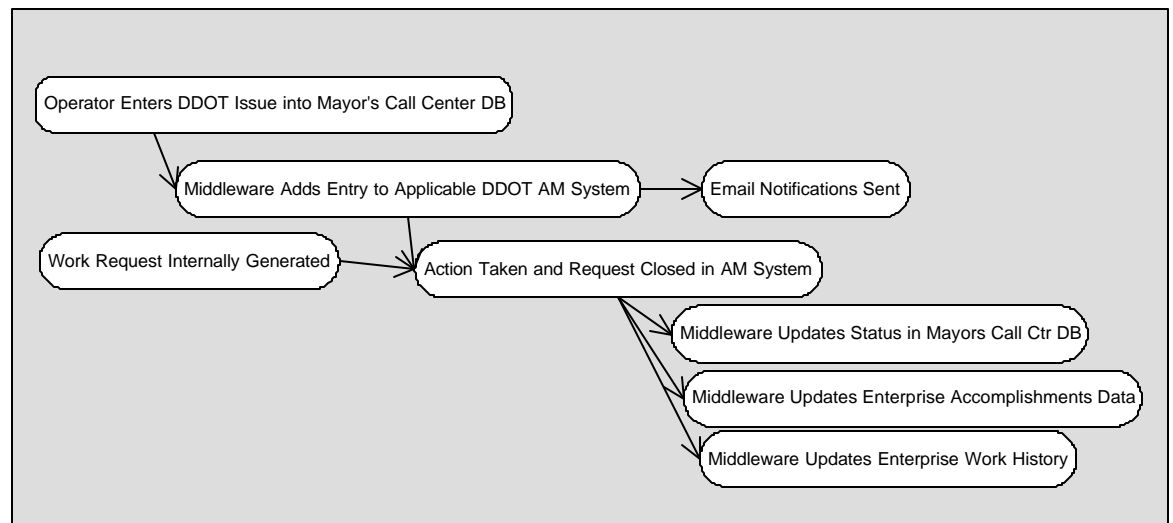 Operator Enters DDOT Issue into Mayor's Call Center DB
Middleware Adds Entry to Applicable DDOT AM System
Email Notifications Sent
Work Request Internally Generated
Action Taken and Request Closed in AM System
Middleware Updates Status in Mayors Call Ctr DB
Middleware Updates Enterprise Accomplishments Data
Middleware Updates Enterprise Work History